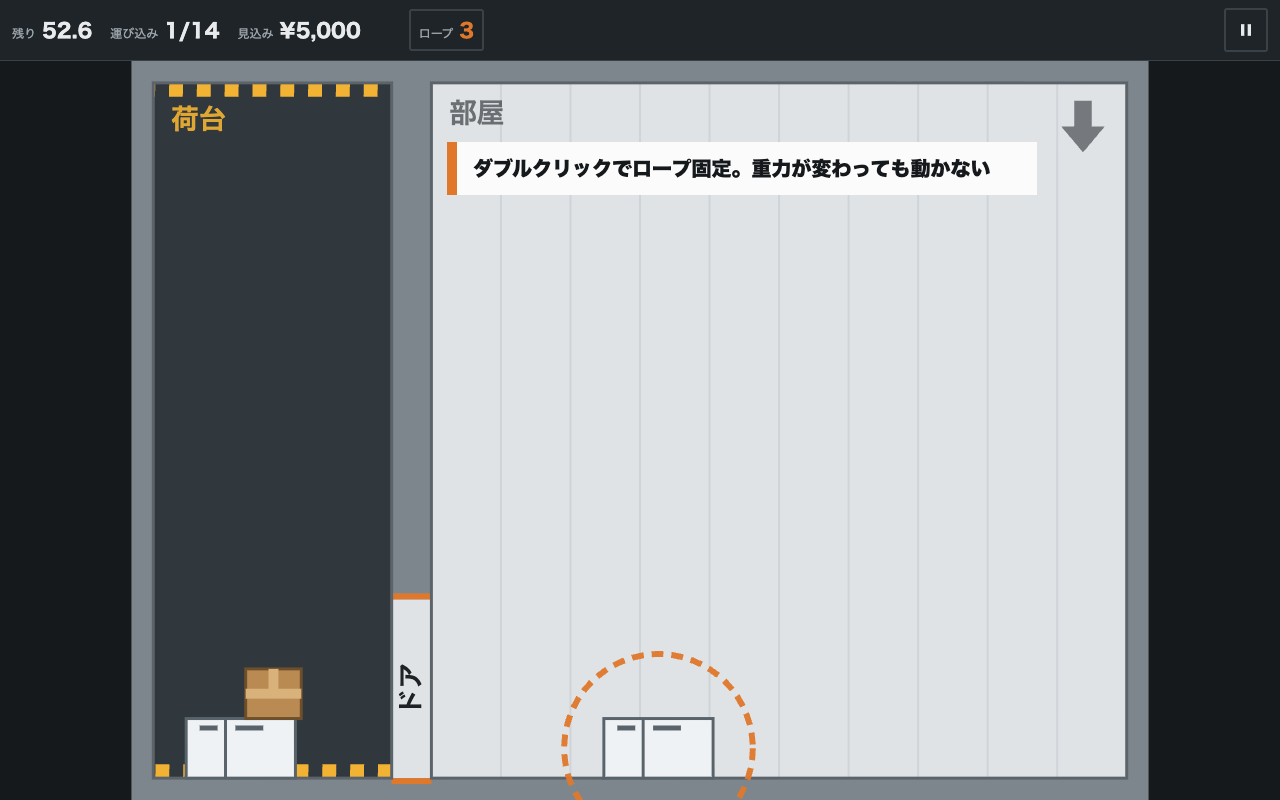 残り 52.6 運び込み 1/14 見込み ¥5,000 ロープ 3
荷台
部屋
ダブルクリックでロープ固定。重力が変わっても動かない
ドア